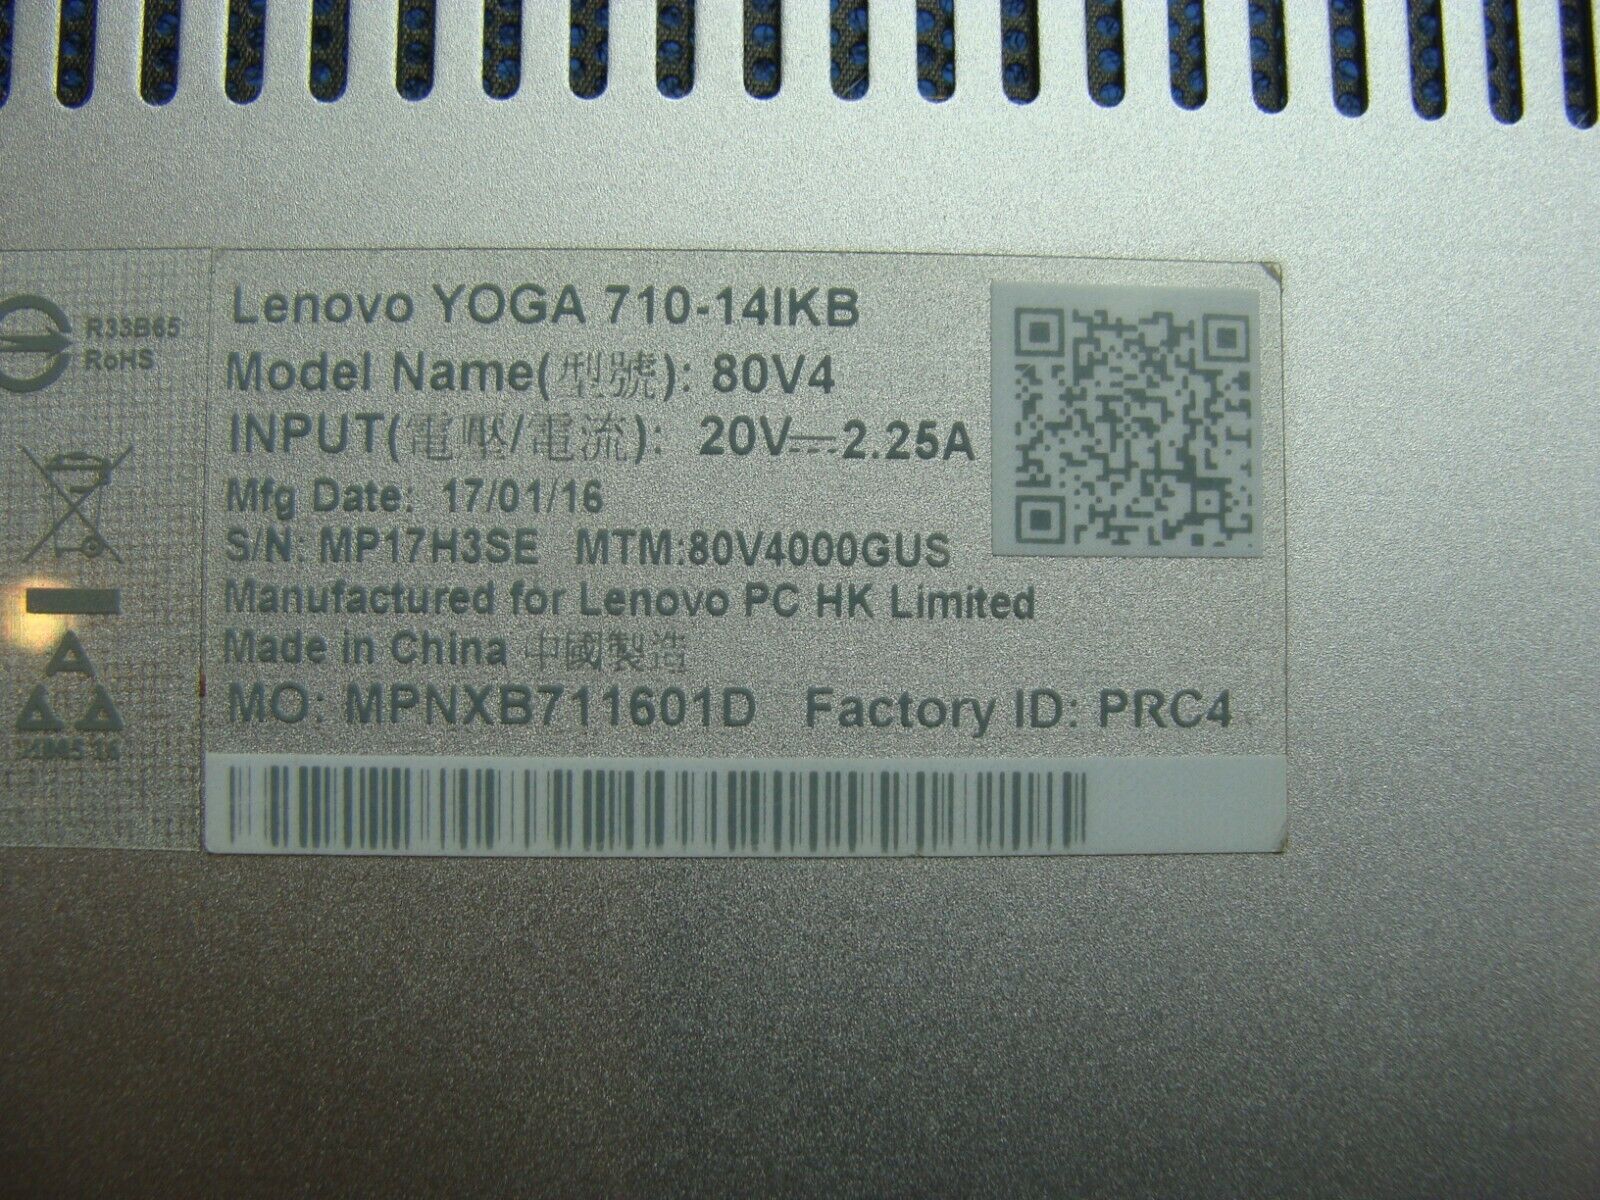 R33B65
RoHS
Lenovo YOGA 710-14IKB
Model Name(型號): 80V4
INPUT(電壓/電流): 20V⎓2.25A
Mfg Date: 17/01/16
S/N: MP17H3SE MTM:80V4000GUS
Manufactured for Lenovo PC HK Limited
Made in China 中國製造
MO: MPNXB711601D Factory ID: PRC4